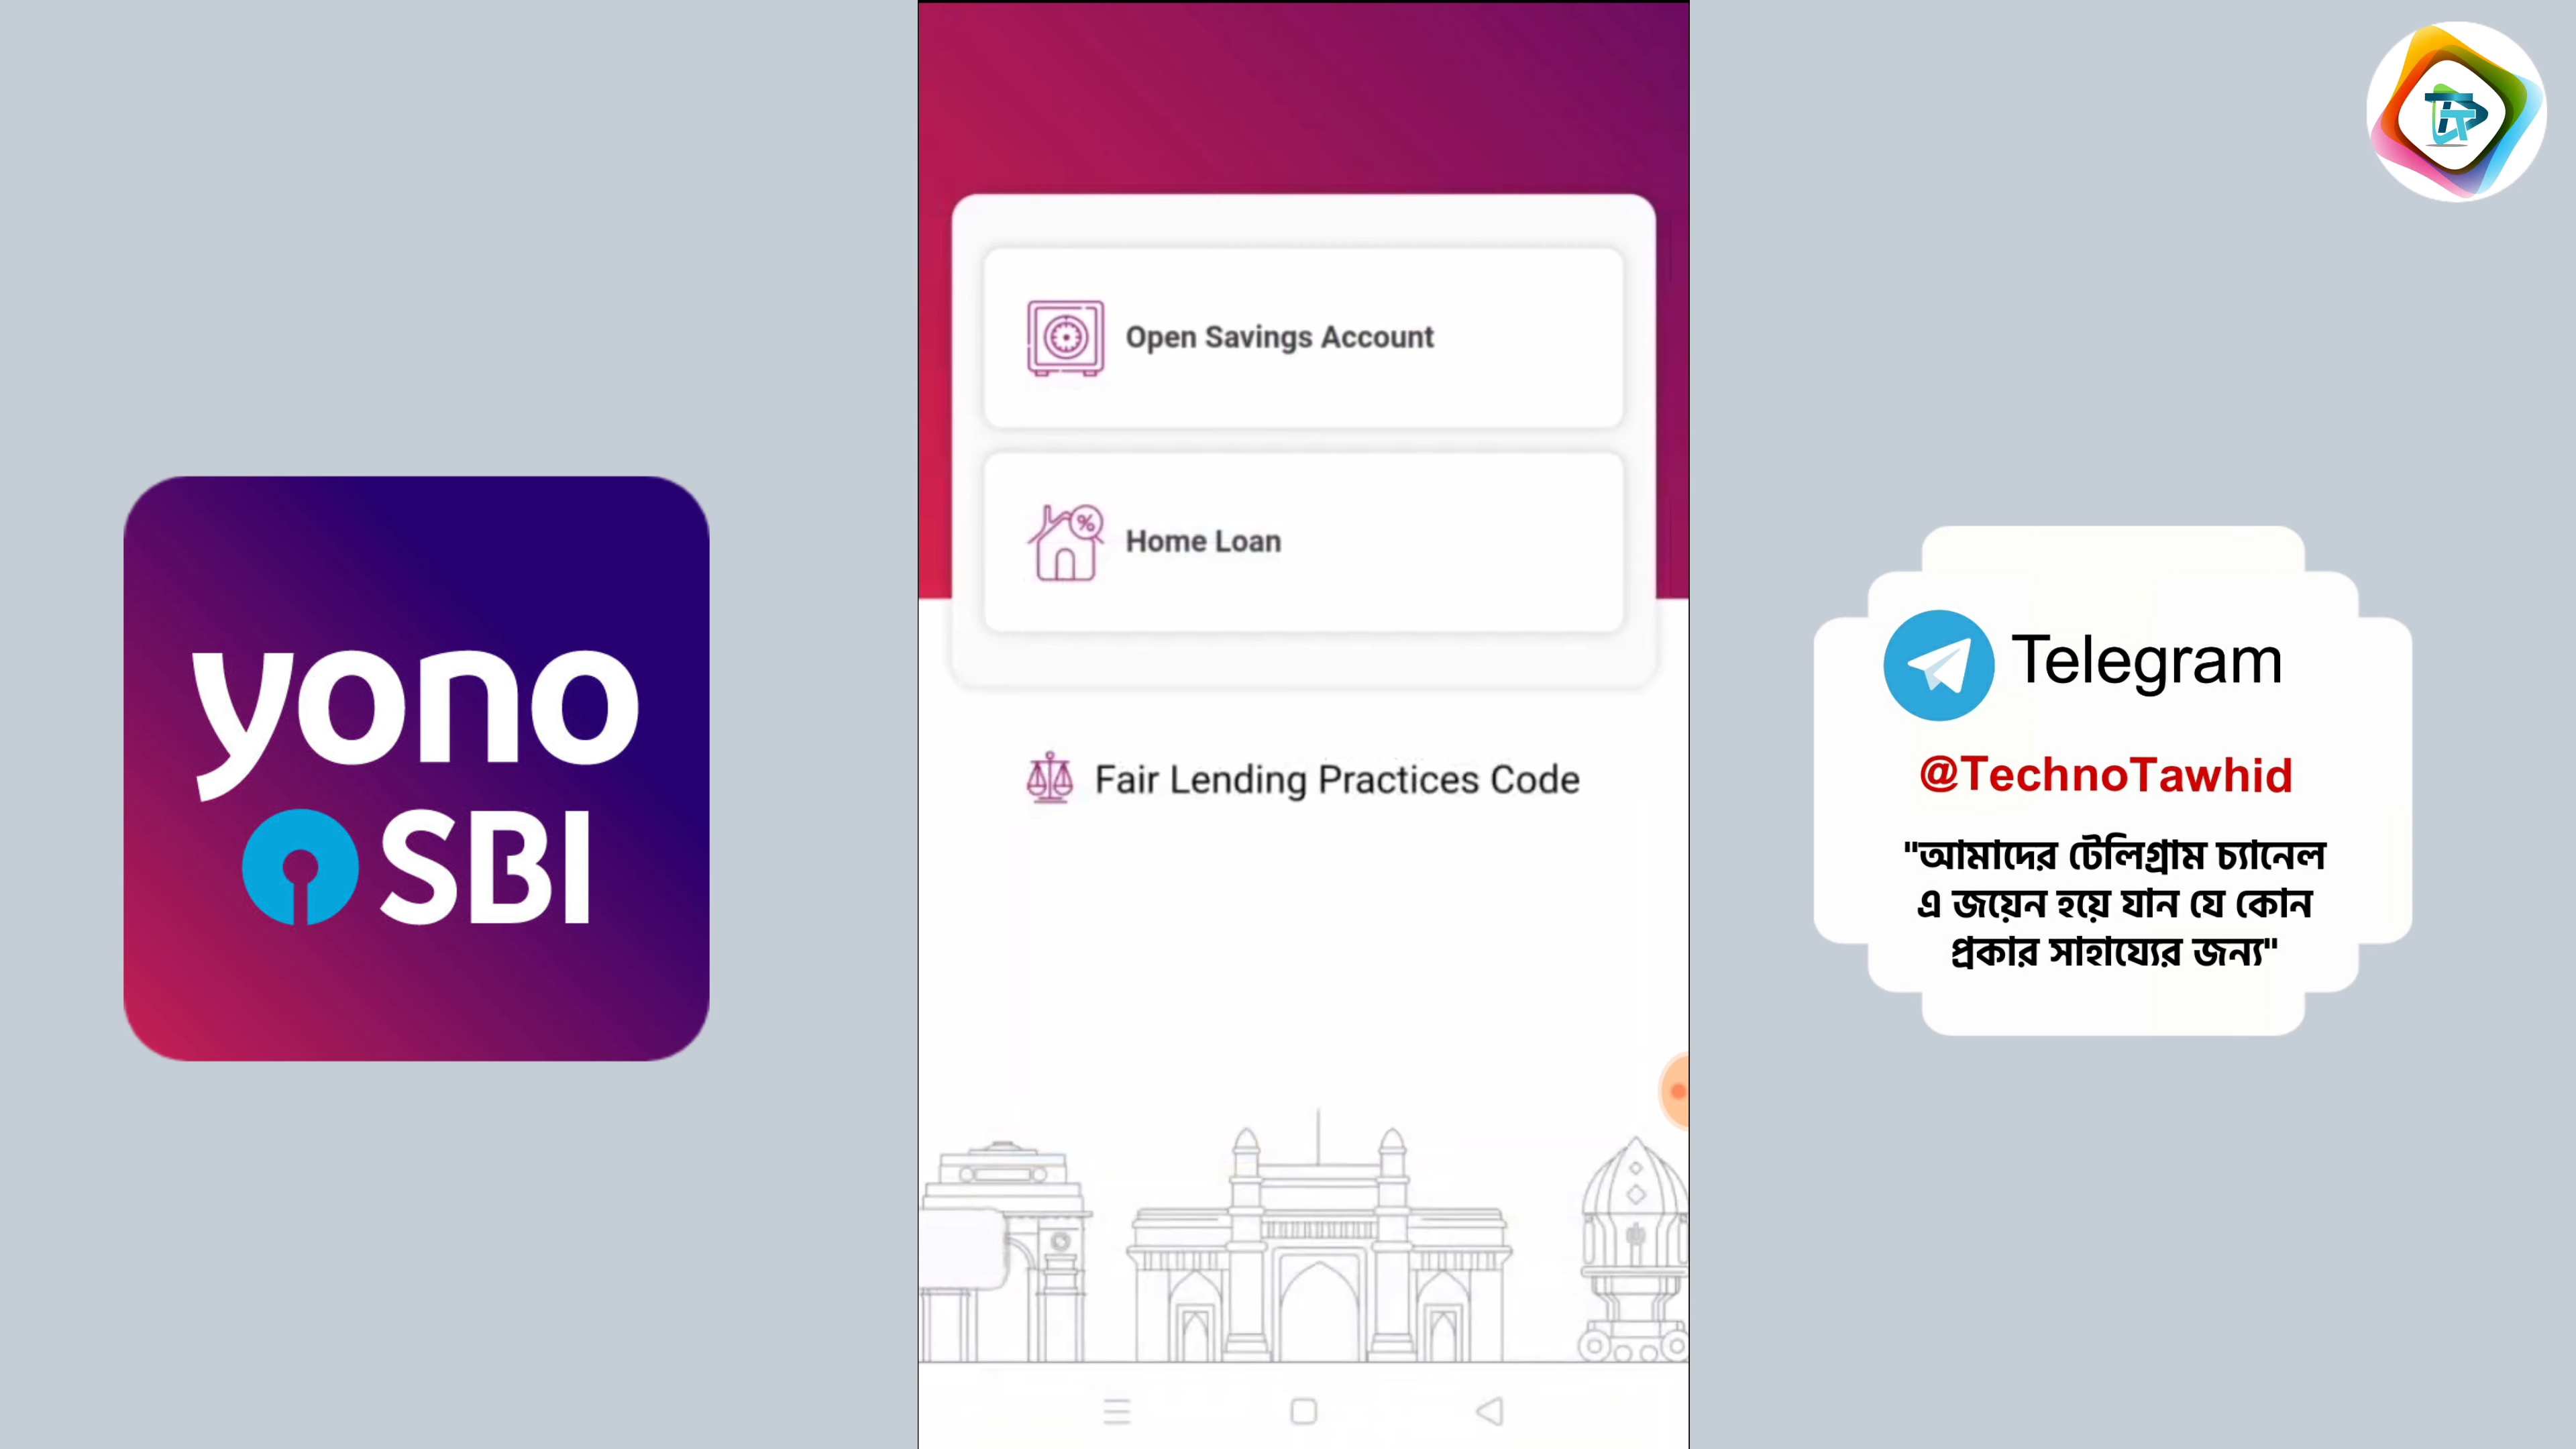 yono
SBI
Open Savings Account
Home Loan
%
Fair Lending Practices Code
Telegram
@TechnoTawhid
"আমাদের টেলিগ্রাম চ্যানেল
এ জয়েন হয়ে যান যে কোন
প্রকার সাহায্যের জন্য"